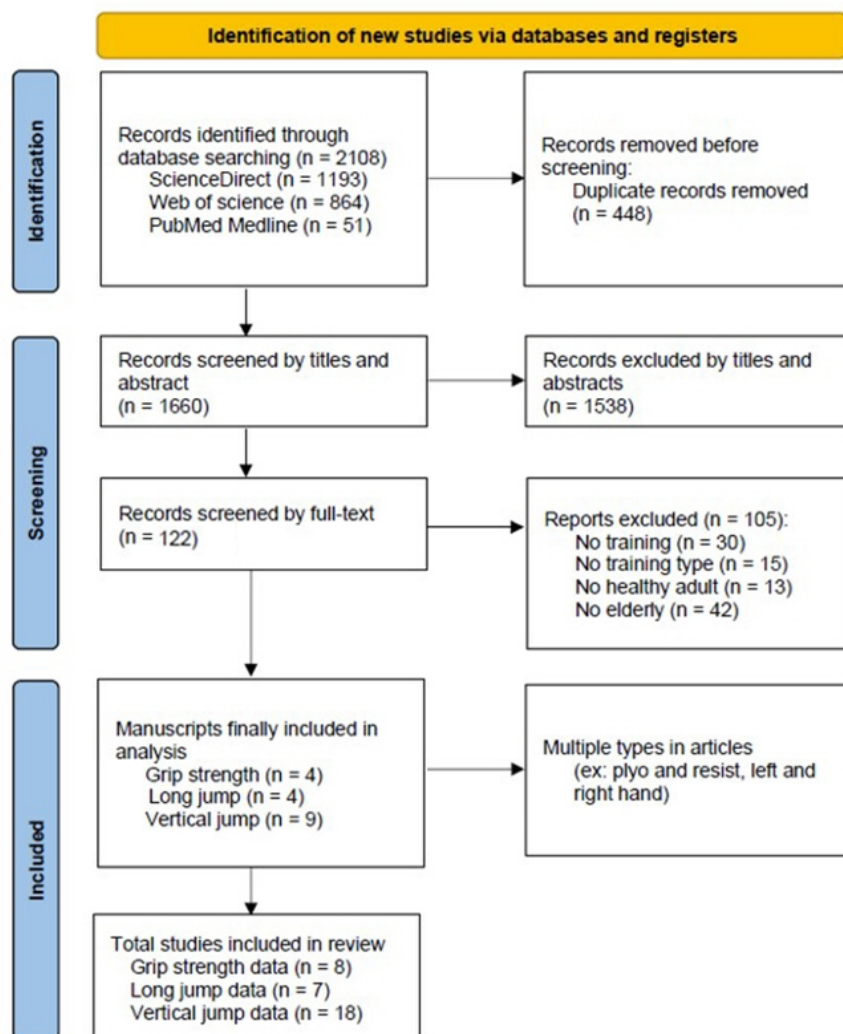 Identification of new studies via databases and registers
Identification
Records identified through
database searching (n = 2108)
ScienceDirect (n = 1193)
Web of science (n = 864)
PubMed Medline (n = 51)
Records removed before
screening:
Duplicate records removed
(n = 448)
Screening
Records screened by titles and
abstract
(n = 1660)
Records excluded by titles and
abstracts
(n = 1538)
Records screened by full-text
(n = 122)
Reports excluded (n = 105):
No training (n = 30)
No training type (n = 15)
No healthy adult (n = 13)
No elderly (n = 42)
Included
Manuscripts finally included in
analysis
Grip strength (n = 4)
Long jump (n = 4)
Vertical jump (n = 9)
Multiple types in articles
(ex: plyo and resist, left and
right hand)
Total studies included in review
Grip strength data (n = 8)
Long jump data (n = 7)
Vertical jump data (n = 18)